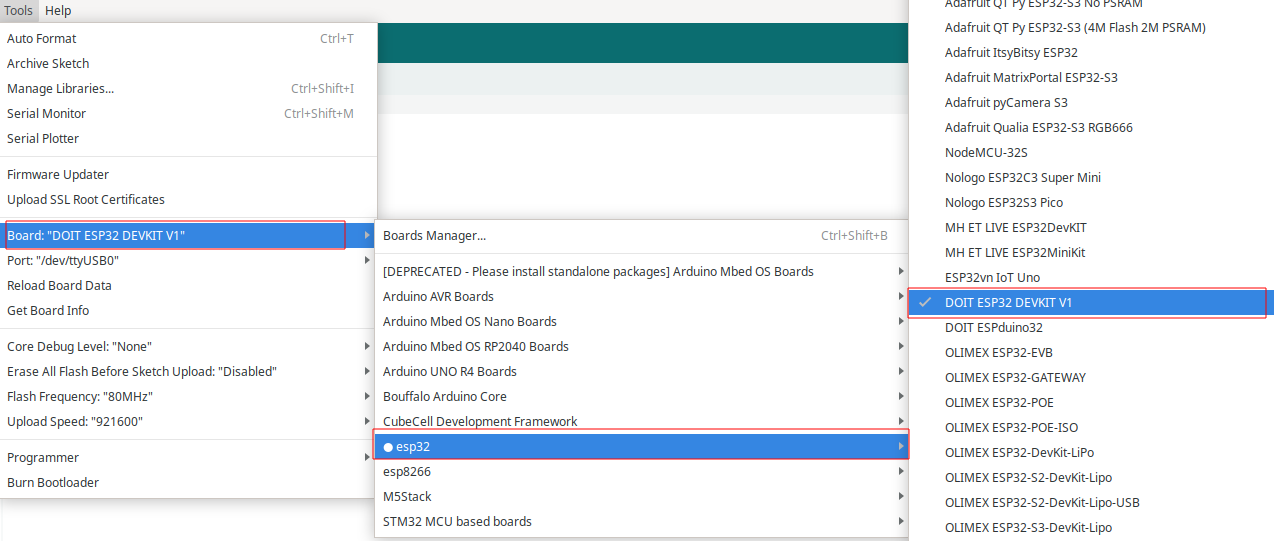 Tools Help
Auto Format Ctrl+T
Archive Sketch
Manage Libraries... Ctrl+Shift+I
Serial Monitor Ctrl+Shift+M
Serial Plotter
Firmware Updater
Upload SSL Root Certificates
Board: "DOIT ESP32 DEVKIT V1"
Port: "/dev/ttyUSB0"
Reload Board Data
Get Board Info
Core Debug Level: "None"
Erase All Flash Before Sketch Upload: "Disabled"
Flash Frequency: "80MHz"
Upload Speed: "921600"
Programmer
Burn Bootloader
Boards Manager... Ctrl+Shift+B
[DEPRECATED - Please install standalone packages] Arduino Mbed OS Boards
Arduino AVR Boards
Arduino Mbed OS Nano Boards
Arduino Mbed OS RP2040 Boards
Arduino UNO R4 Boards
Bouffalo Arduino Core
CubeCell Development Framework
esp32
esp8266
M5Stack
STM32 MCU based boards
Adafruit QT Py ESP32-S3 No PSRAM
Adafruit QT Py ESP32-S3 (4M Flash 2M PSRAM)
Adafruit ItsyBitsy ESP32
Adafruit MatrixPortal ESP32-S3
Adafruit pyCamera S3
Adafruit Qualia ESP32-S3 RGB666
NodeMCU-32S
Nologo ESP32C3 Super Mini
Nologo ESP32S3 Pico
MH ET LIVE ESP32DevKIT
MH ET LIVE ESP32MiniKit
ESP32vn IoT Uno
DOIT ESP32 DEVKIT V1
DOIT ESPduino32
OLIMEX ESP32-EVB
OLIMEX ESP32-GATEWAY
OLIMEX ESP32-POE
OLIMEX ESP32-POE-ISO
OLIMEX ESP32-DevKit-LiPo
OLIMEX ESP32-S2-DevKit-Lipo
OLIMEX ESP32-S2-DevKit-Lipo-USB
OLIMEX ESP32-S3-DevKit-Lipo